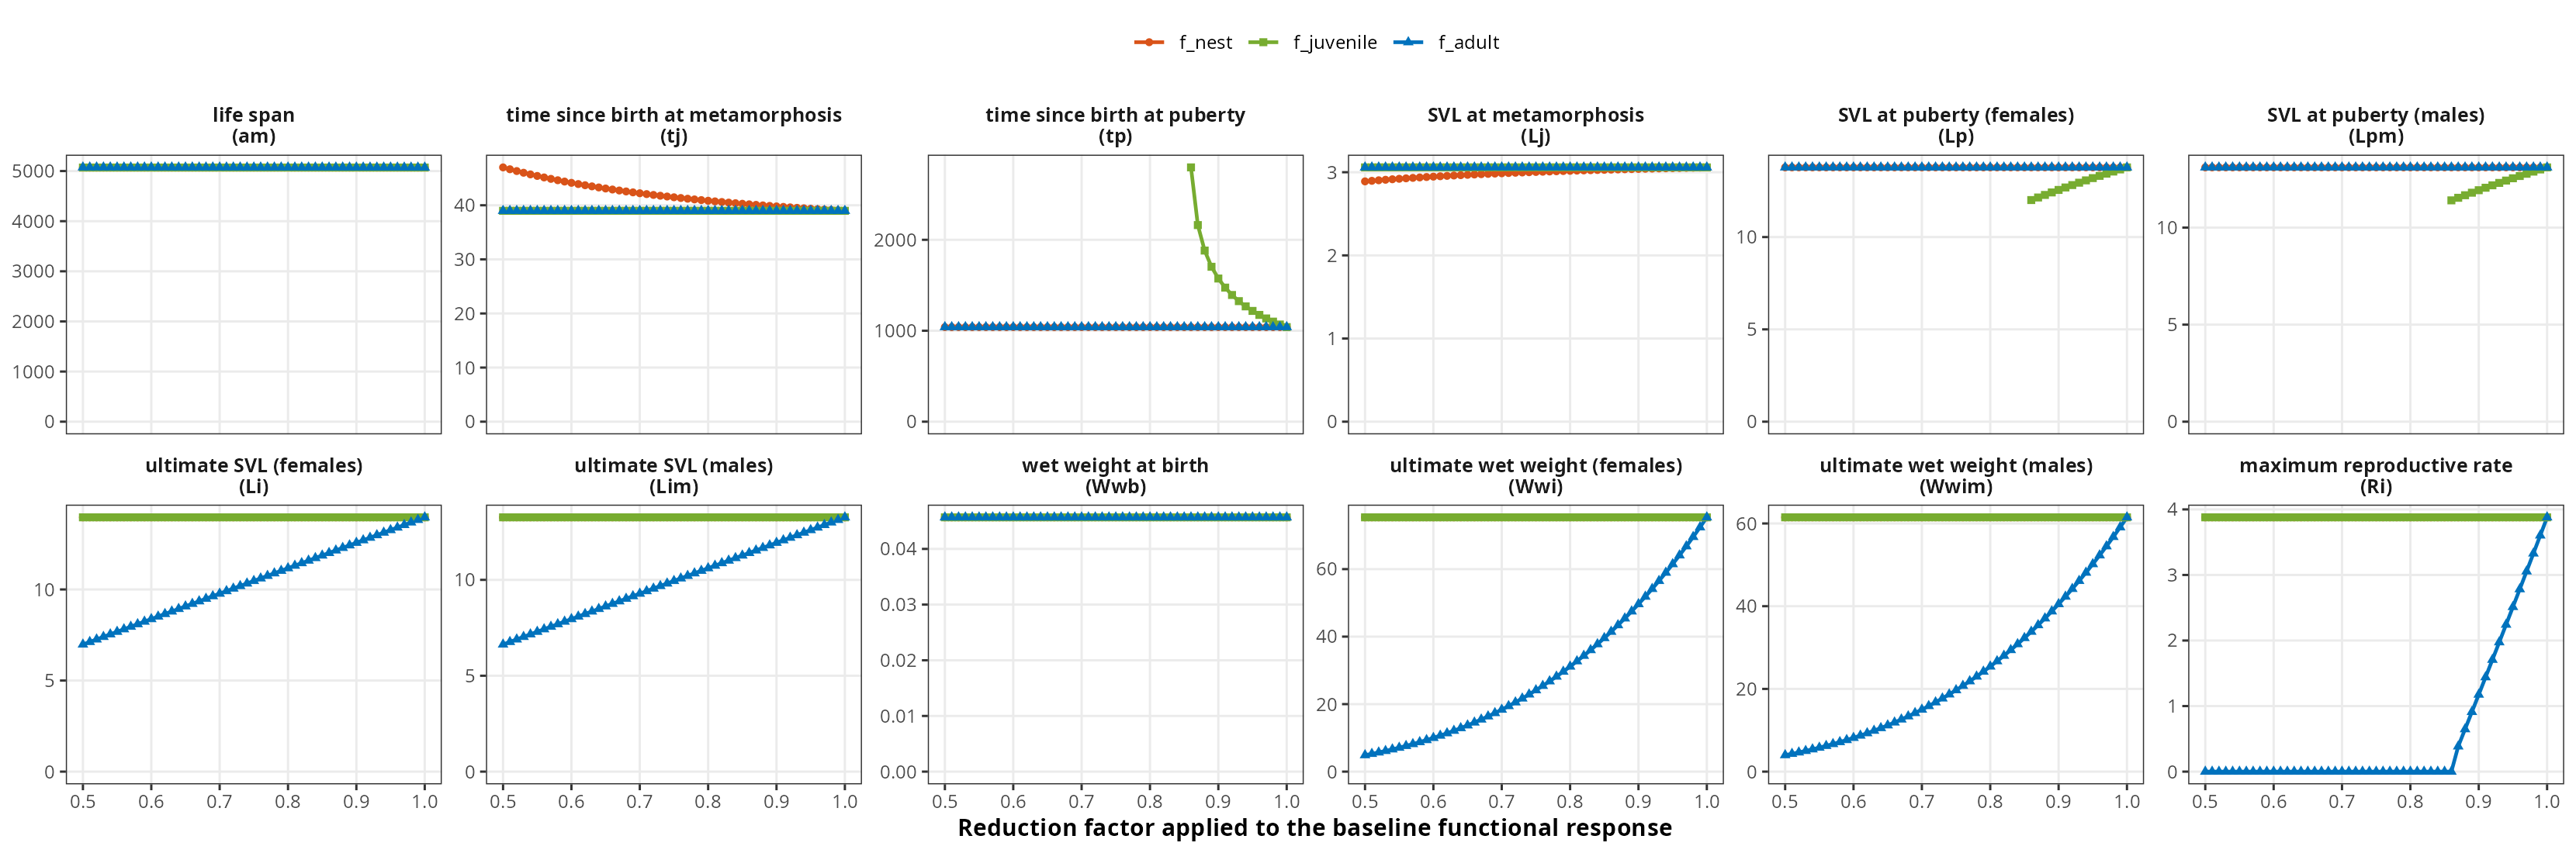 f_nest f_juvenile f_adult
life span
(am)
time since birth at metamorphosis
(tj)
time since birth at puberty
(tp)
SVL at metamorphosis
(Lj)
SVL at puberty (females)
(Lp)
SVL at puberty (males)
(Lpm)
5000
4000
3000
2000
1000
0
40
30
20
10
0
2000
1000
0
3
2
1
0
10
5
0
10
5
0
ultimate SVL (females)
(Li)
ultimate SVL (males)
(Lim)
wet weight at birth
(Wwb)
ultimate wet weight (females)
(Wwi)
ultimate wet weight (males)
(Wwim)
maximum reproductive rate
(Ri)
10
5
0
10
5
0
0.04
0.03
0.02
0.01
0.00
60
40
20
0
60
40
20
0
4
3
2
1
0
0.5 0.6 0.7 0.8 0.9 1.0
0.5 0.6 0.7 0.8 0.9 1.0
0.5 0.6 0.7 0.8 0.9 1.0
0.5 0.6 0.7 0.8 0.9 1.0
0.5 0.6 0.7 0.8 0.9 1.0
0.5 0.6 0.7 0.8 0.9 1.0
Reduction factor applied to the baseline functional response